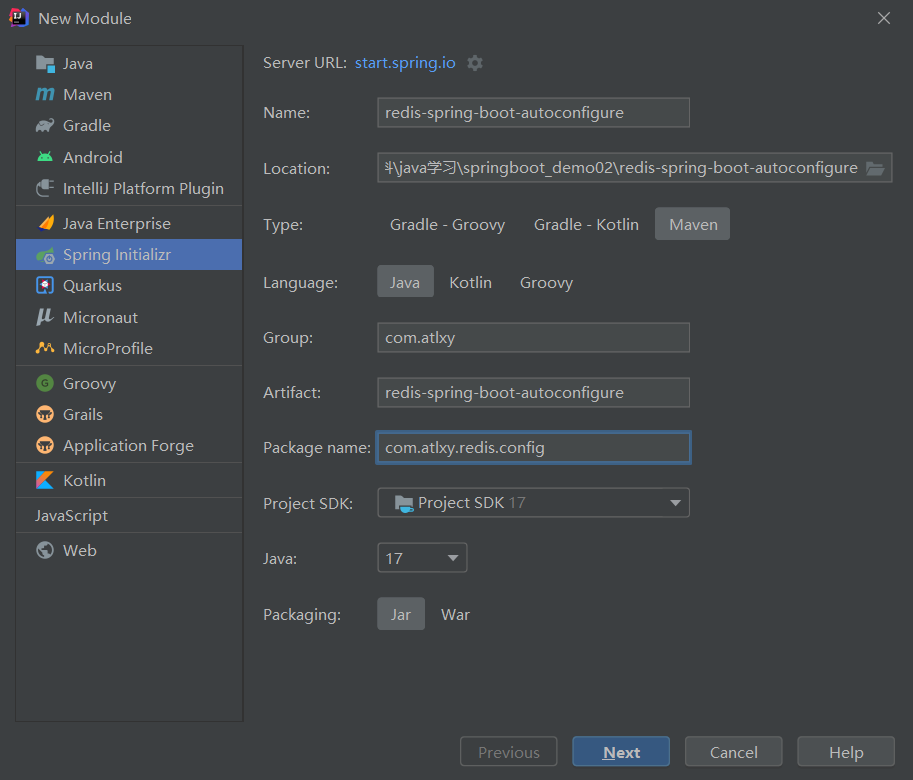 New Module
Java
Maven
Gradle
Android
IntelliJ Platform Plugin
Java Enterprise
Spring Initializr
Quarkus
Micronaut
MicroProfile
Groovy
Grails
Application Forge
Kotlin
JavaScript
Web
Server URL: start.spring.io
Name: redis-spring-boot-autoconfigure
Location: \java学习\springboot_demo02\redis-spring-boot-autoconfigure
Type: Gradle - Groovy Gradle - Kotlin Maven
Language: Java Kotlin Groovy
Group: com.atlxy
Artifact: redis-spring-boot-autoconfigure
Package name: com.atlxy.redis.config
Project SDK: Project SDK 17
Java: 17
Packaging: Jar War
Previous Next Cancel Help